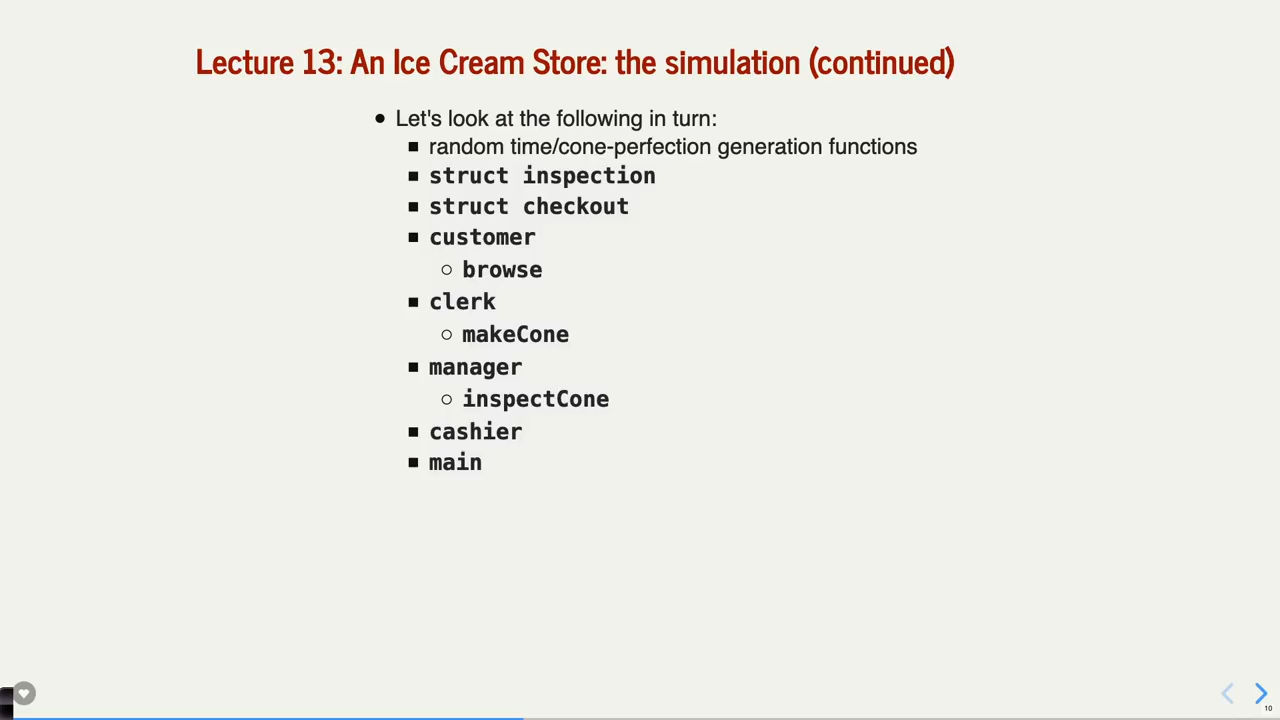 Lecture 13: An Ice Cream Store: the simulation (continued)
Let's look at the following in turn:
random time/cone-perfection generation functions
struct inspection
struct checkout
customer
browse
clerk
makeCone
manager
inspectCone
cashier
main
10